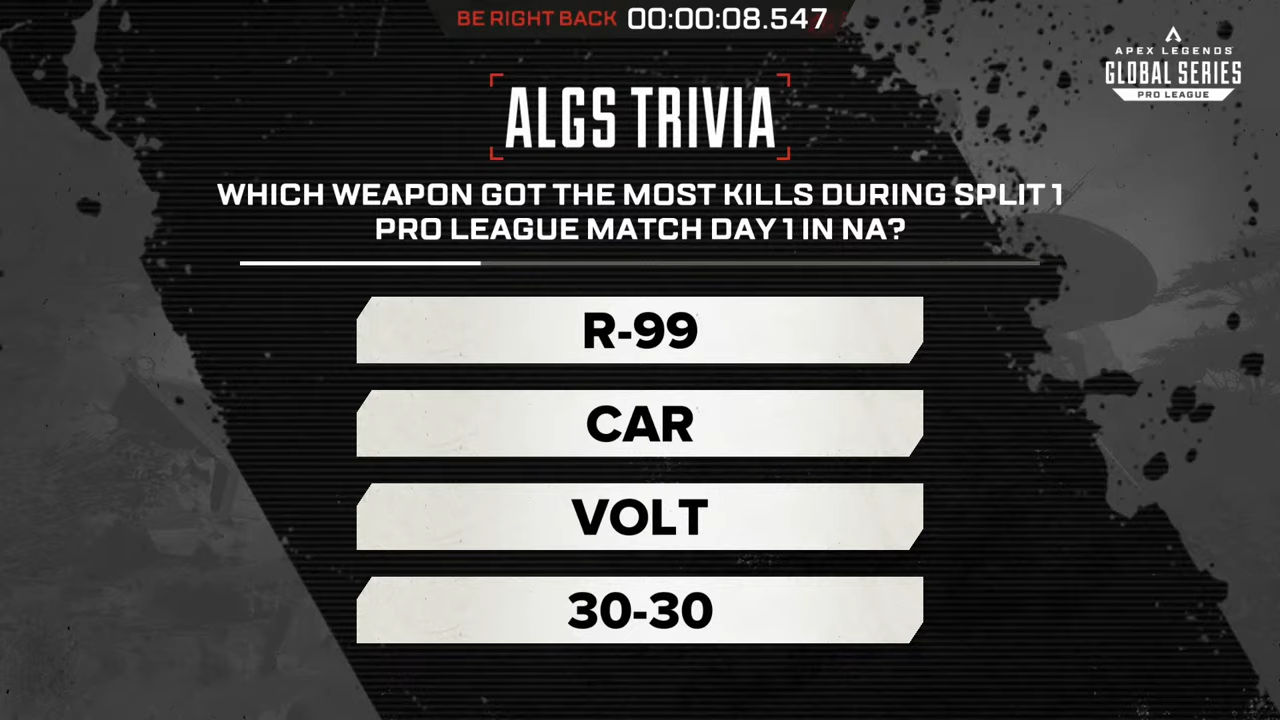 BE RIGHT BACK 00:00:08.547
APEX LEGENDS
GLOBAL SERIES
PRO LEAGUE
ALGS TRIVIA
WHICH WEAPON GOT THE MOST KILLS DURING SPLIT 1
PRO LEAGUE MATCH DAY 1 IN NA?
R-99
CAR
VOLT
30-30